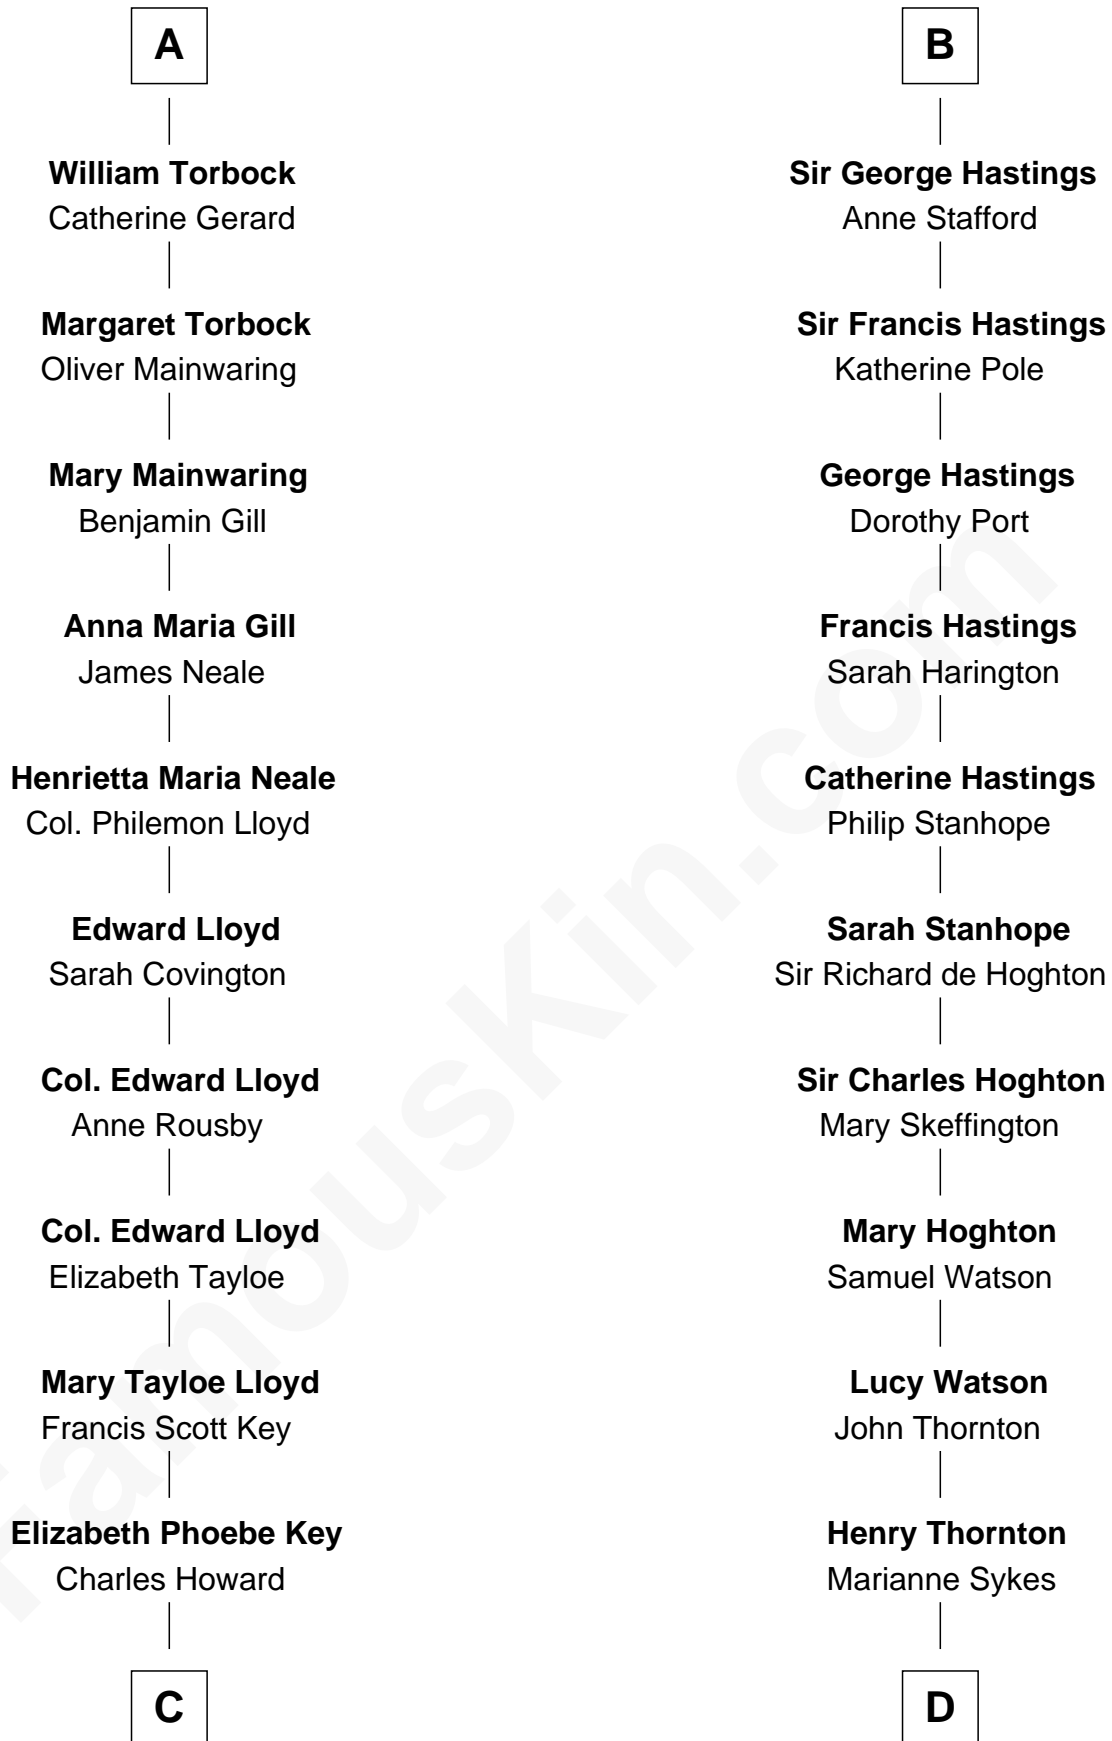 A
William Torbock
Catherine Gerard
Margaret Torbock
Oliver Mainwaring
Mary Mainwaring
Benjamin Gill
Anna Maria Gill
James Neale
Henrietta Maria Neale
Col. Philemon Lloyd
Edward Lloyd
Sarah Covington
Col. Edward Lloyd
Anne Rousby
Col. Edward Lloyd
Elizabeth Tayloe
Mary Tayloe Lloyd
Francis Scott Key
Elizabeth Phoebe Key
Charles Howard
C
B
Sir George Hastings
Anne Stafford
Sir Francis Hastings
Katherine Pole
George Hastings
Dorothy Port
Francis Hastings
Sarah Harington
Catherine Hastings
Philip Stanhope
Sarah Stanhope
Sir Richard de Hoghton
Sir Charles Hoghton
Mary Skeffington
Mary Hoghton
Samuel Watson
Lucy Watson
John Thornton
Henry Thornton
Marianne Sykes
D
FamousKin.com